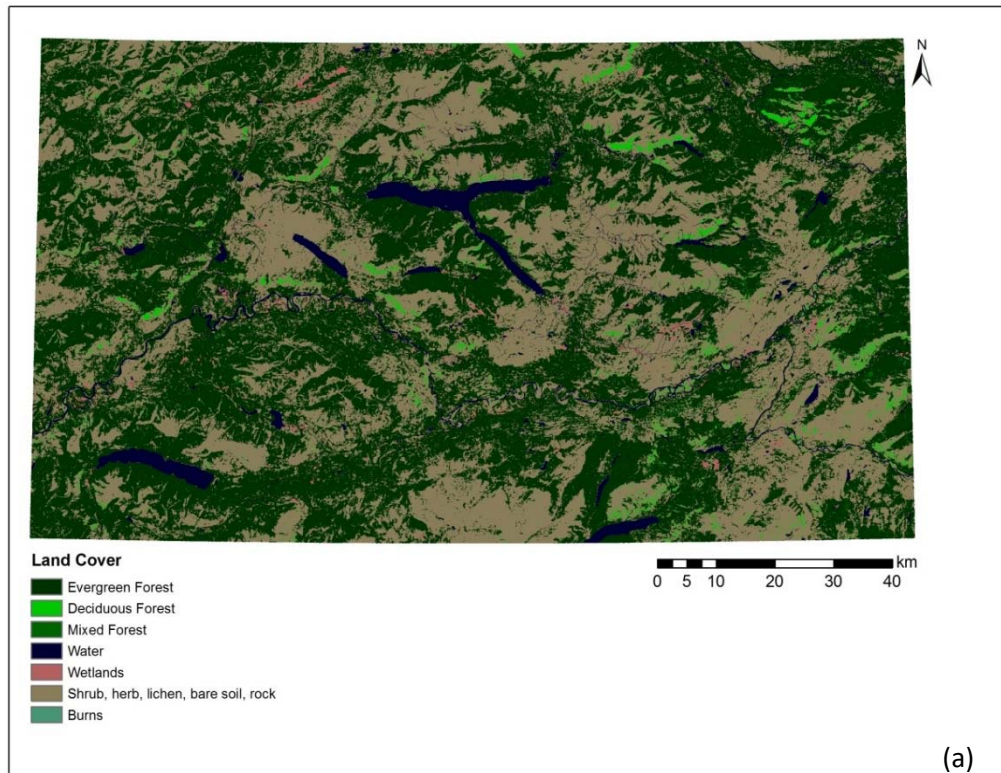 N
km
0 5 10 20 30 40
Land Cover
Evergreen Forest
Deciduous Forest
Mixed Forest
Water
Wetlands
Shrub, herb, lichen, bare soil, rock
Burns
(a)